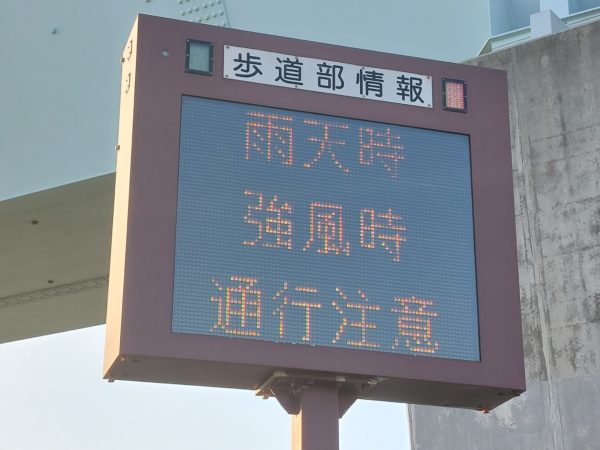 歩道部情報
雨天時
強風時
通行注意